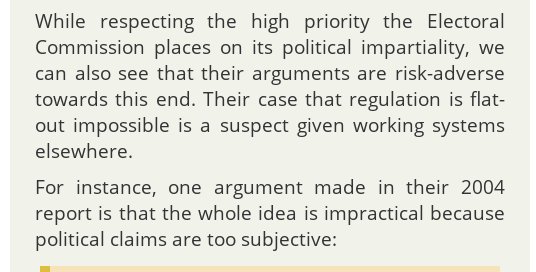 While respecting the high priority the Electoral
Commission places on its political impartiality, we
can also see that their arguments are risk-adverse
towards this end. Their case that regulation is flat-
out impossible is a suspect given working systems
elsewhere.
For instance, one argument made in their 2004
report is that the whole idea is impractical because
political claims are too subjective: